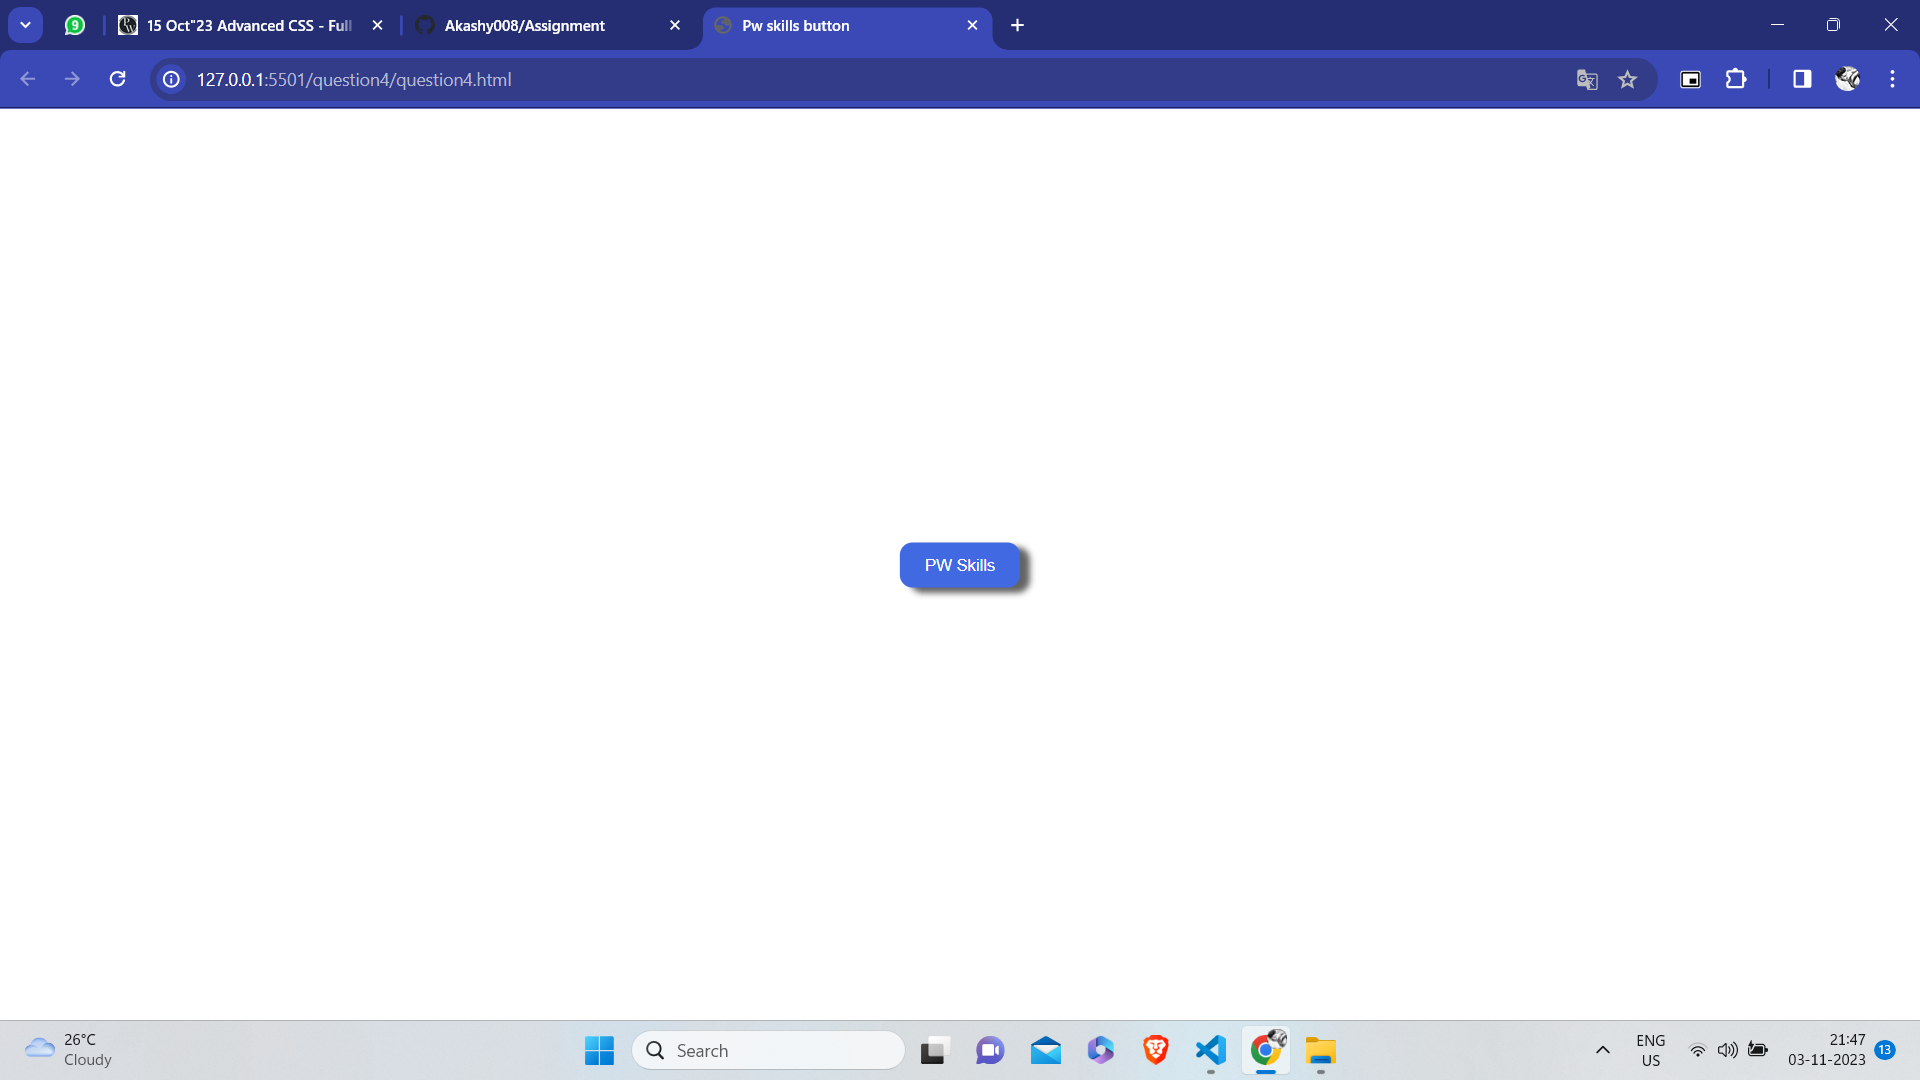 9
15 Oct"23 Advanced CSS - Full
Akashy008/Assignment
Pw skills button
127.0.0.1:5501/question4/question4.html
PW Skills
26°C
Cloudy
Search
ENG
US
21:47
03-11-2023
13